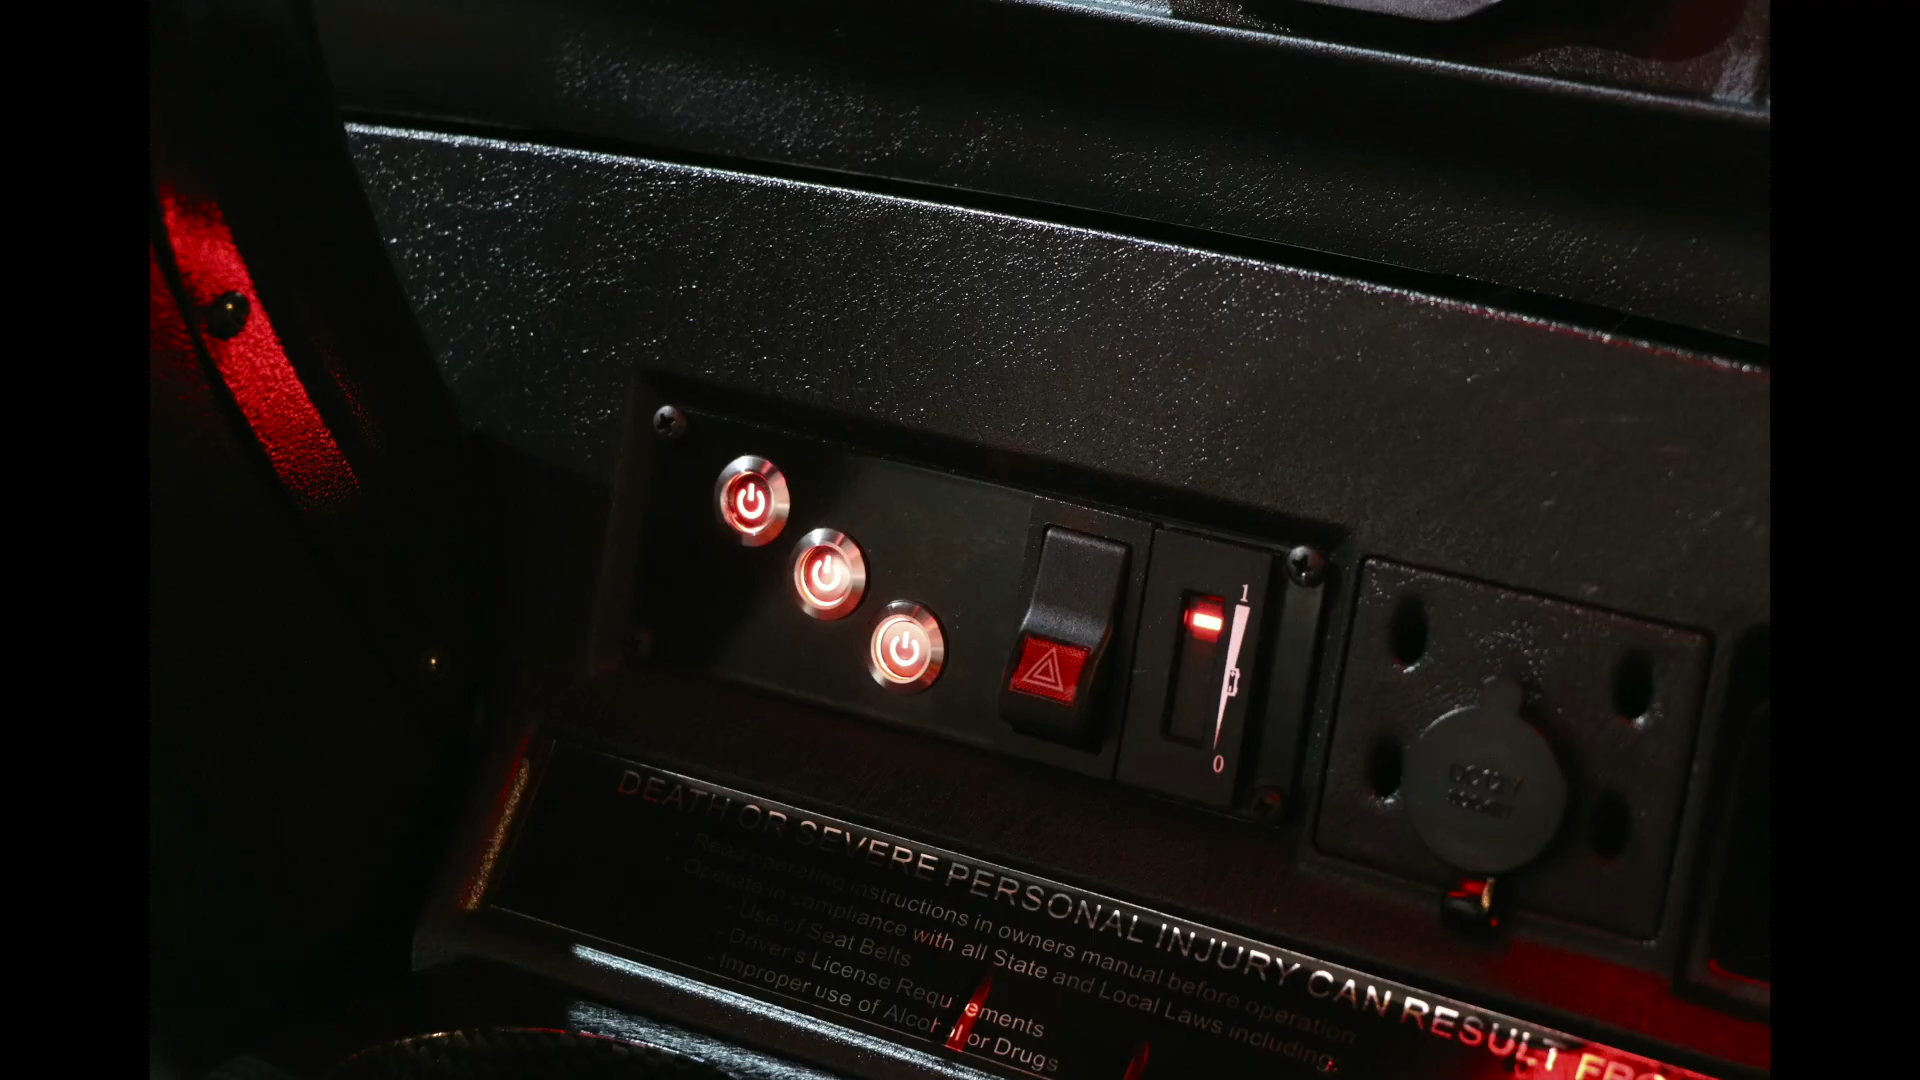 1
0
DEATH OR SEVERE PERSONAL INJURY CAN RESULT FRO
Read operating instructions in owners manual before operation
Operate in compliance with all State and Local Laws including.
- Use of Seat Belts
- Driver's License Requirements
- Improper use of Alcohol or Drugs